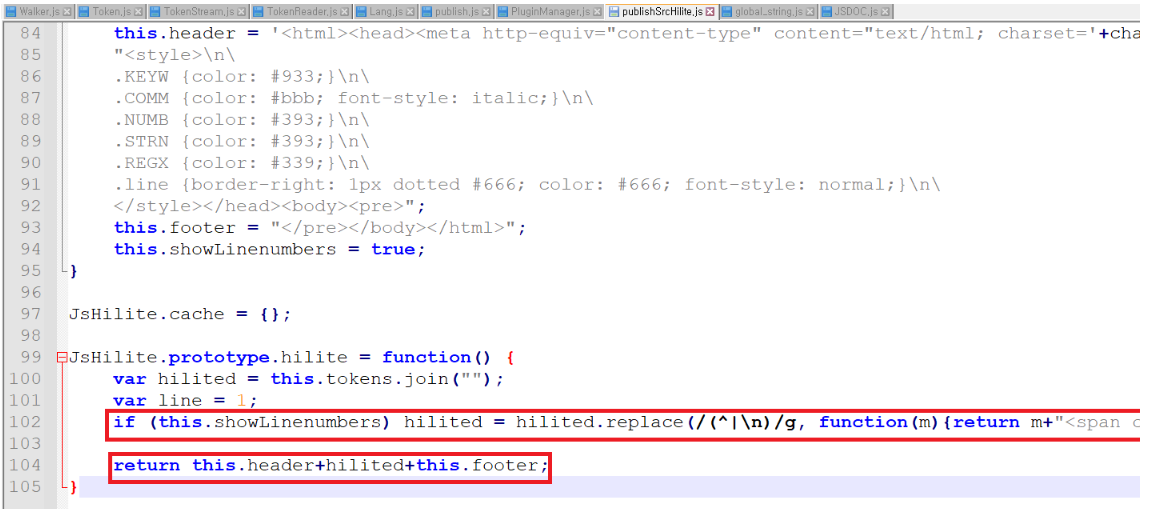 Walker.js Token.js TokenStream.js TokenReader.js Lang.js publish.js PluginManager.js publishSrcHilite.js global_string.js JSDOC.js
84 this.header = '<html><head><meta http-equiv="content-type" content="text/html; charset='+cha
85 "<style>\n\
86 .KEYW {color: #933;}\n\
87 .COMM {color: #bbb; font-style: italic;}\n\
88 .NUMB {color: #393;}\n\
89 .STRN {color: #393;}\n\
90 .REGX {color: #339;}\n\
91 .line {border-right: 1px dotted #666; color: #666; font-style: normal;}\n\
92 </style></head><body><pre>";
93 this.footer = "</pre></body></html>";
94 this.showLinenumbers = true;
95 }
96
97 JsHilite.cache = {};
98
99 JsHilite.prototype.hilite = function() {
100 var hilited = this.tokens.join("");
101 var line = 1;
102 if (this.showLinenumbers) hilited = hilited.replace(/(^|\n)/g, function(m){return m+"<span c
103
104 return this.header+hilited+this.footer;
105 }